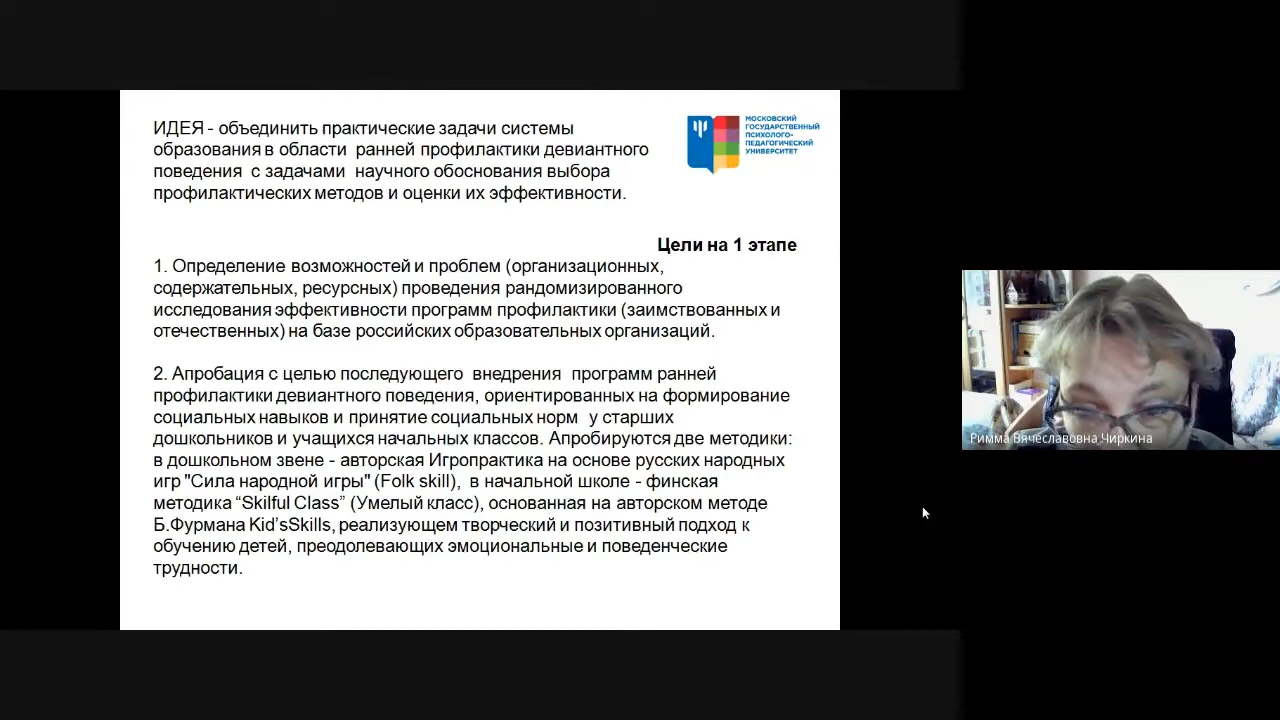 ИДЕЯ - объединить практические задачи системы
образования в области ранней профилактики девиантного
поведения с задачами научного обоснования выбора
профилактических методов и оценки их эффективности.
МОСКОВСКИЙ
ГОСУДАРСТВЕННЫЙ
ПСИХОЛОГО-
ПЕДАГОГИЧЕСКИЙ
УНИВЕРСИТЕТ
Цели на 1 этапе
1. Определение возможностей и проблем (организационных,
содержательных, ресурсных) проведения рандомизированного
исследования эффективности программ профилактики (заимствованных и
отечественных) на базе российских образовательных организаций.
2. Апробация с целью последующего внедрения программ ранней
профилактики девиантного поведения, ориентированных на формирование
социальных навыков и принятие социальных норм у старших
дошкольников и учащихся начальных классов. Апробируются две методики:
в дошкольном звене - авторская Игропрактика на основе русских народных
игр "Сила народной игры" (Folk skill), в начальной школе - финская
методика “Skilful Class” (Умелый класс), основанная на авторском методе
Б.Фурмана Kid’sSkills, реализующем творческий и позитивный подход к
обучению детей, преодолевающих эмоциональные и поведенческие
трудности.
Римма Вячеславовна Чиркина